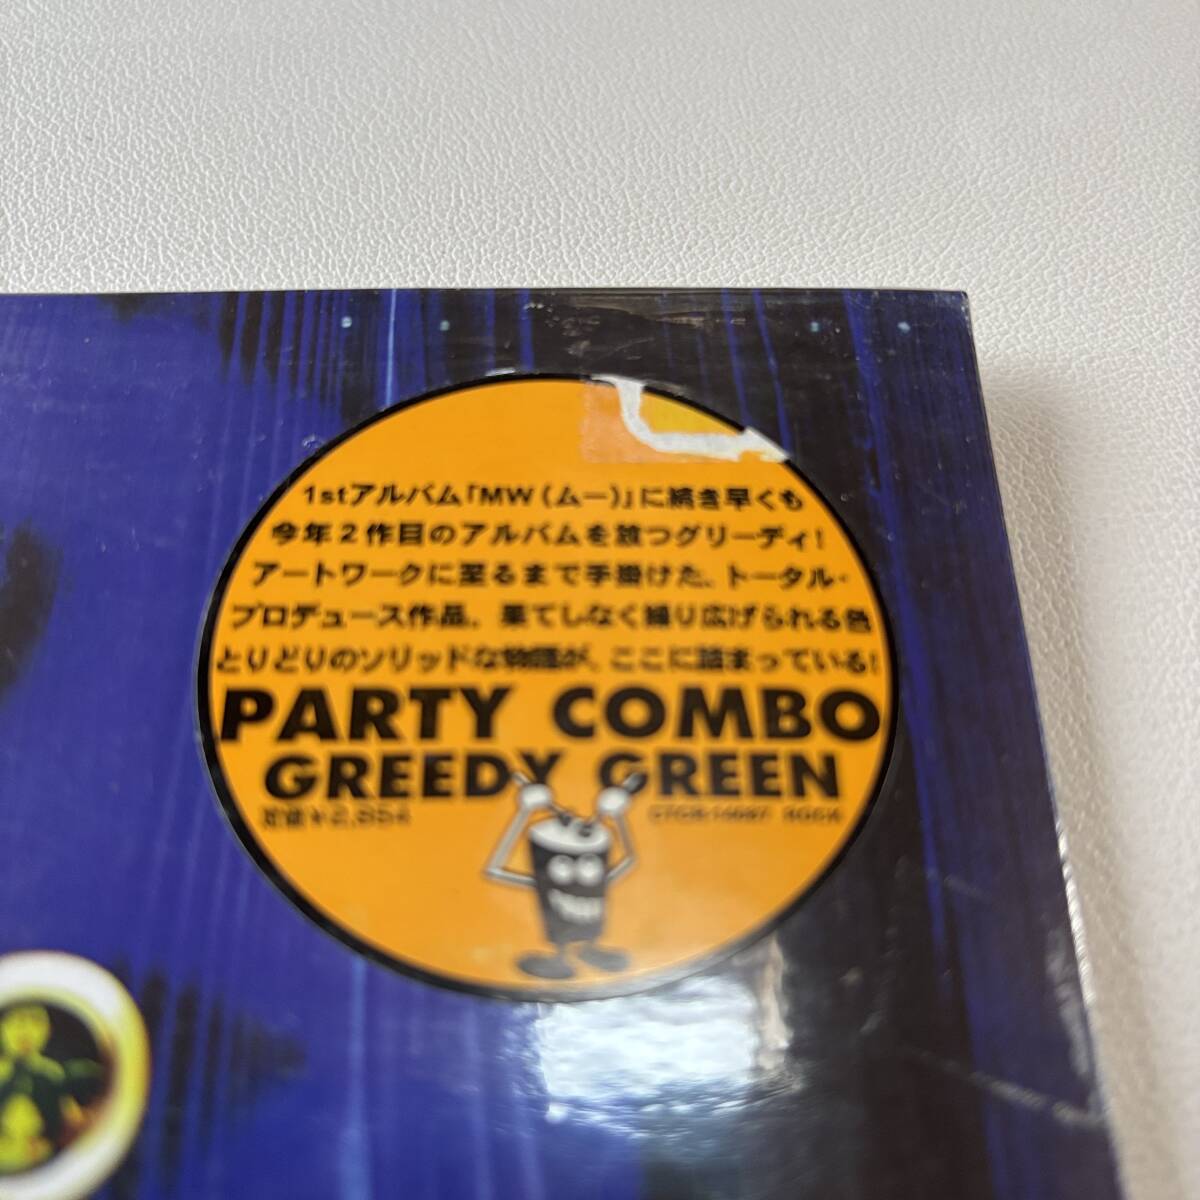 1stアルバム「MW(ムー)」に続き早くも
今年2作目のアルバムを放つグリーディ!
アートワークに至るまで手掛けた、トータル・
プロデュース作品。果てしなく繰り広げられる色
とりどりのソリッドな物語が、ここに詰まっている!
PARTY COMBO
GREEDY GREEN
定価¥2,854
ROCK